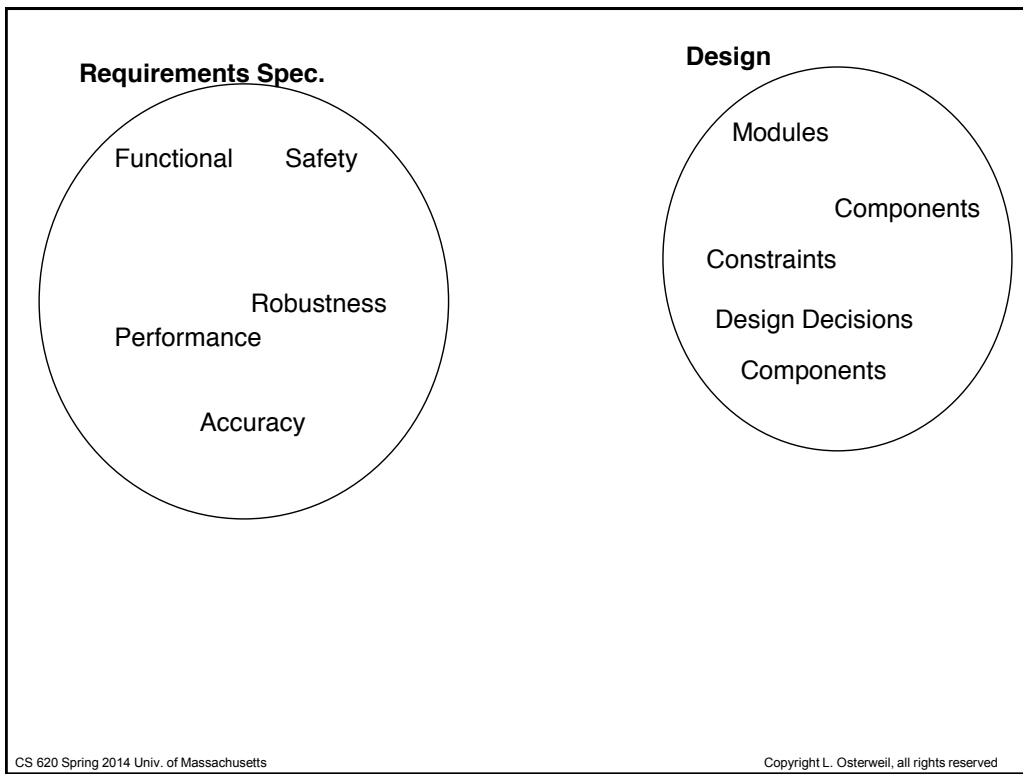 Requirements Spec.
Functional Safety
Robustness
Performance
Accuracy
Design
Modules
Components
Constraints
Design Decisions
Components
CS 620 Spring 2014 Univ. of Massachusetts
Copyright L. Osterweil, all rights reserved